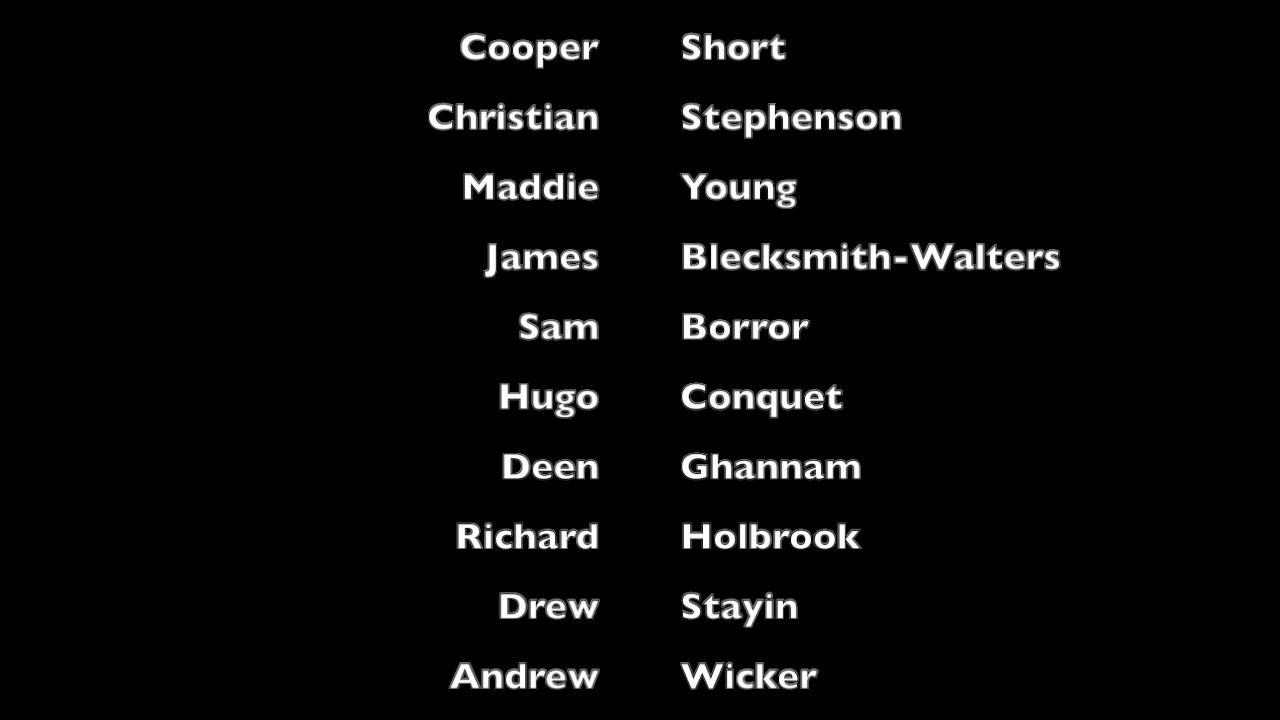 Cooper Short
Christian Stephenson
Maddie Young
James Blecksmith-Walters
Sam Borror
Hugo Conquet
Deen Ghannam
Richard Holbrook
Drew Stayin
Andrew Wicker